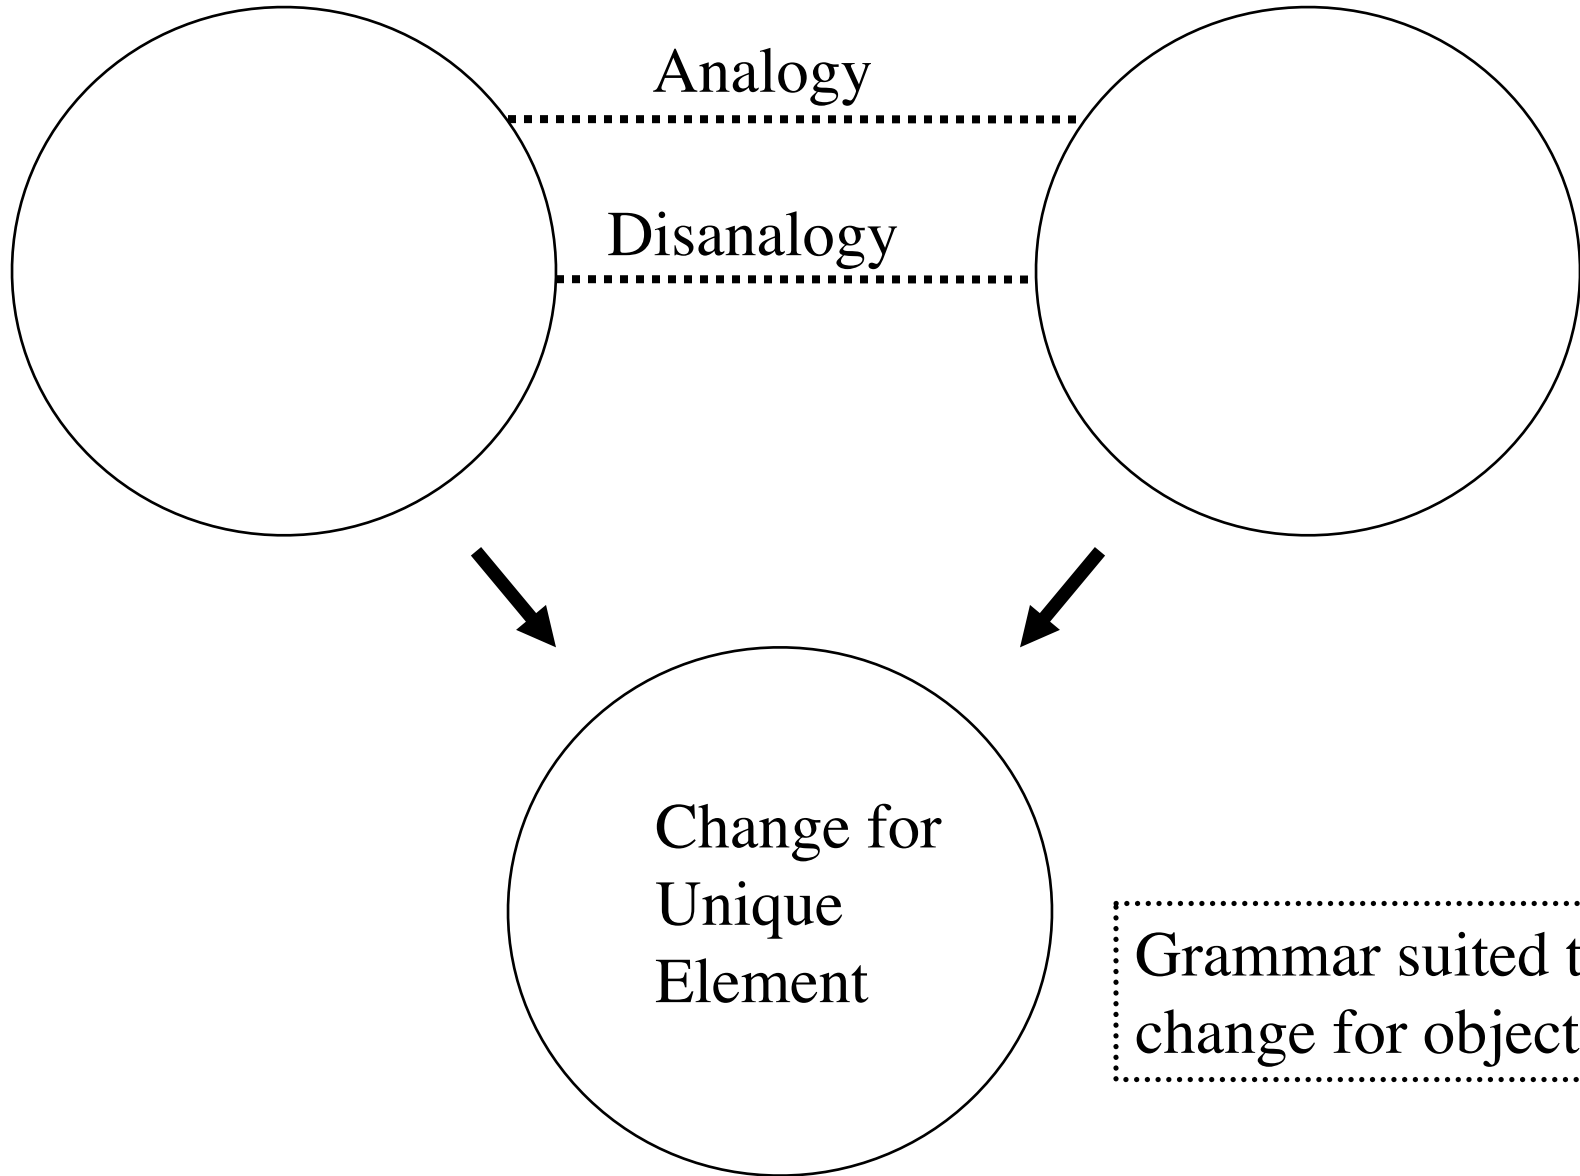 Analogy
Disanalogy
Change for
Unique
Element
Grammar suited
change for object